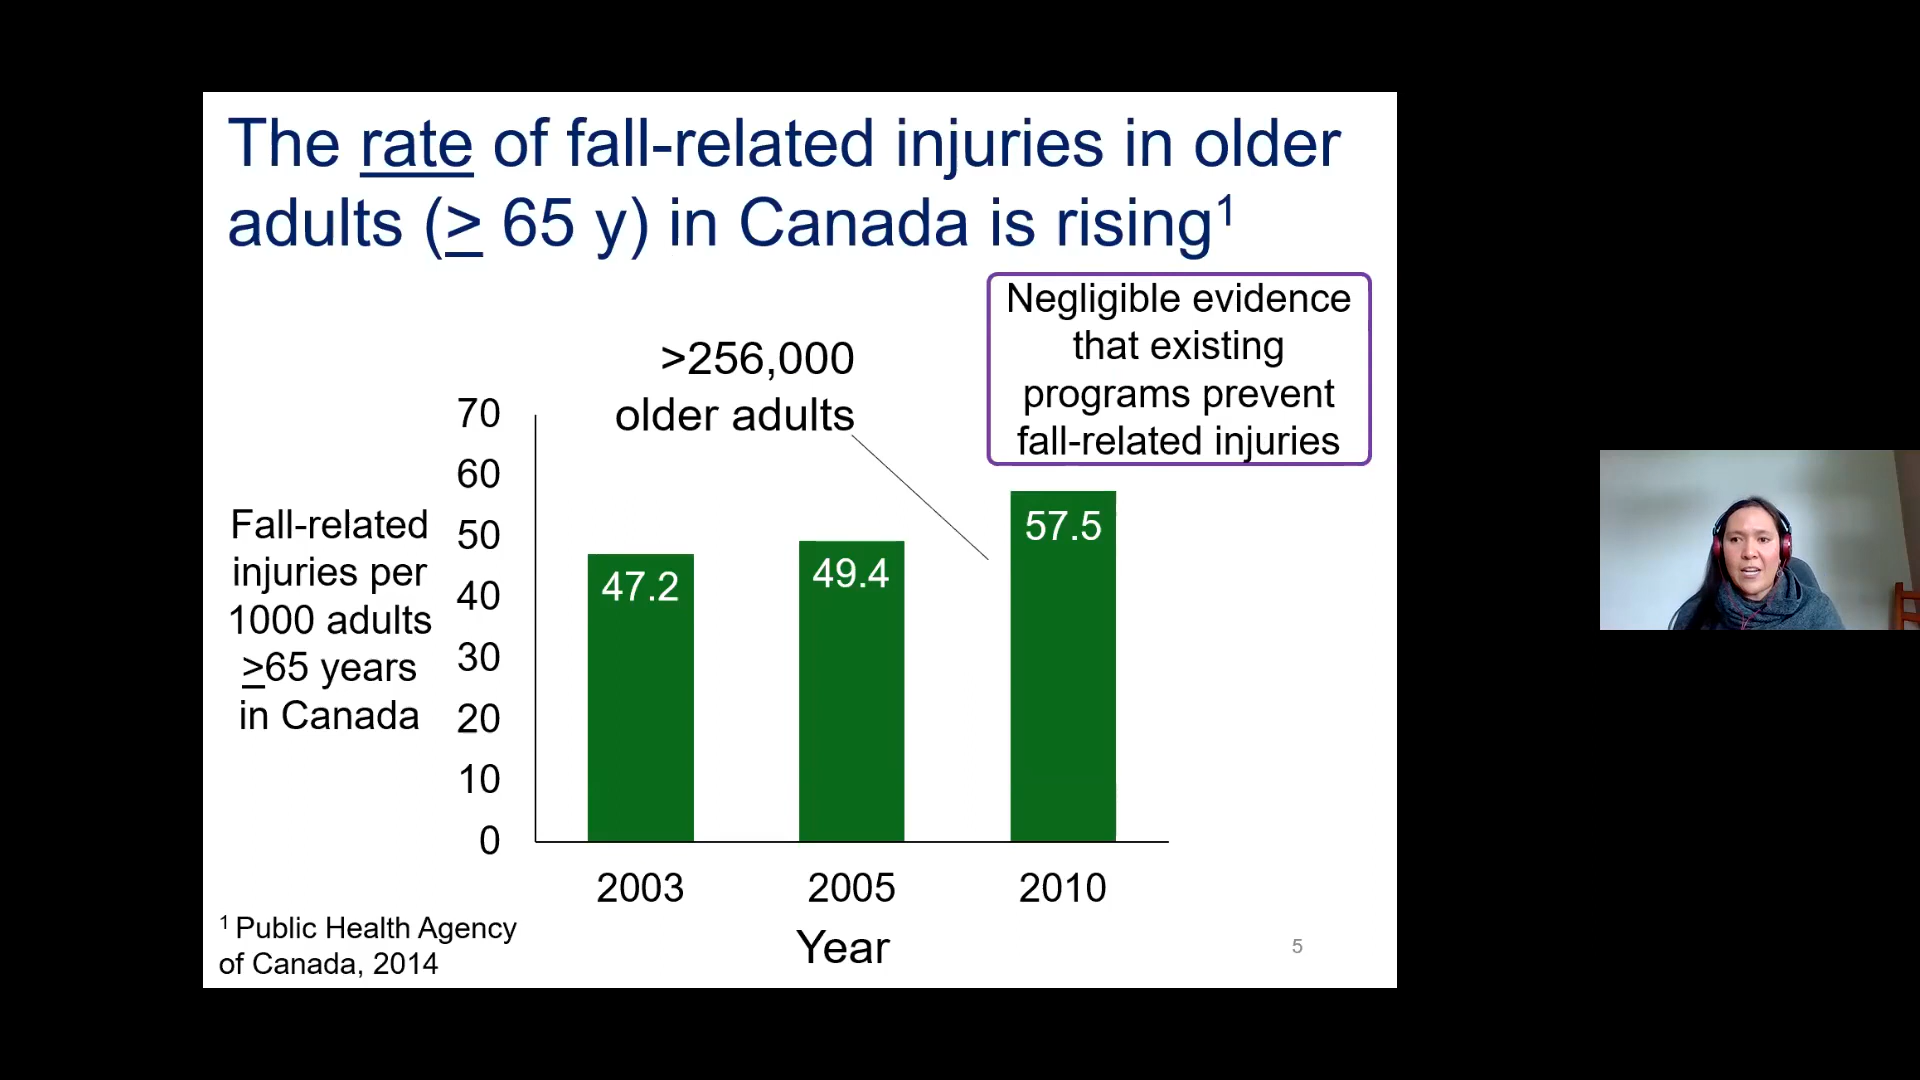 The rate of fall-related injuries in older
adults (≥ 65 y) in Canada is rising¹
Negligible evidence
that existing
programs prevent
fall-related injuries
>256,000
older adults
Fall-related
injuries per
1000 adults
≥65 years
in Canada
70
60
50
40
30
20
10
0
47.2
49.4
57.5
2003
2005
2010
Year
¹ Public Health Agency
of Canada, 2014
5